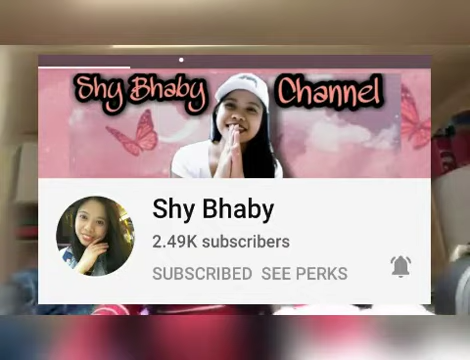 Shy Bhaby Channel
Shy Bhaby
2.49K subscribers
SUBSCRIBED SEE PERKS